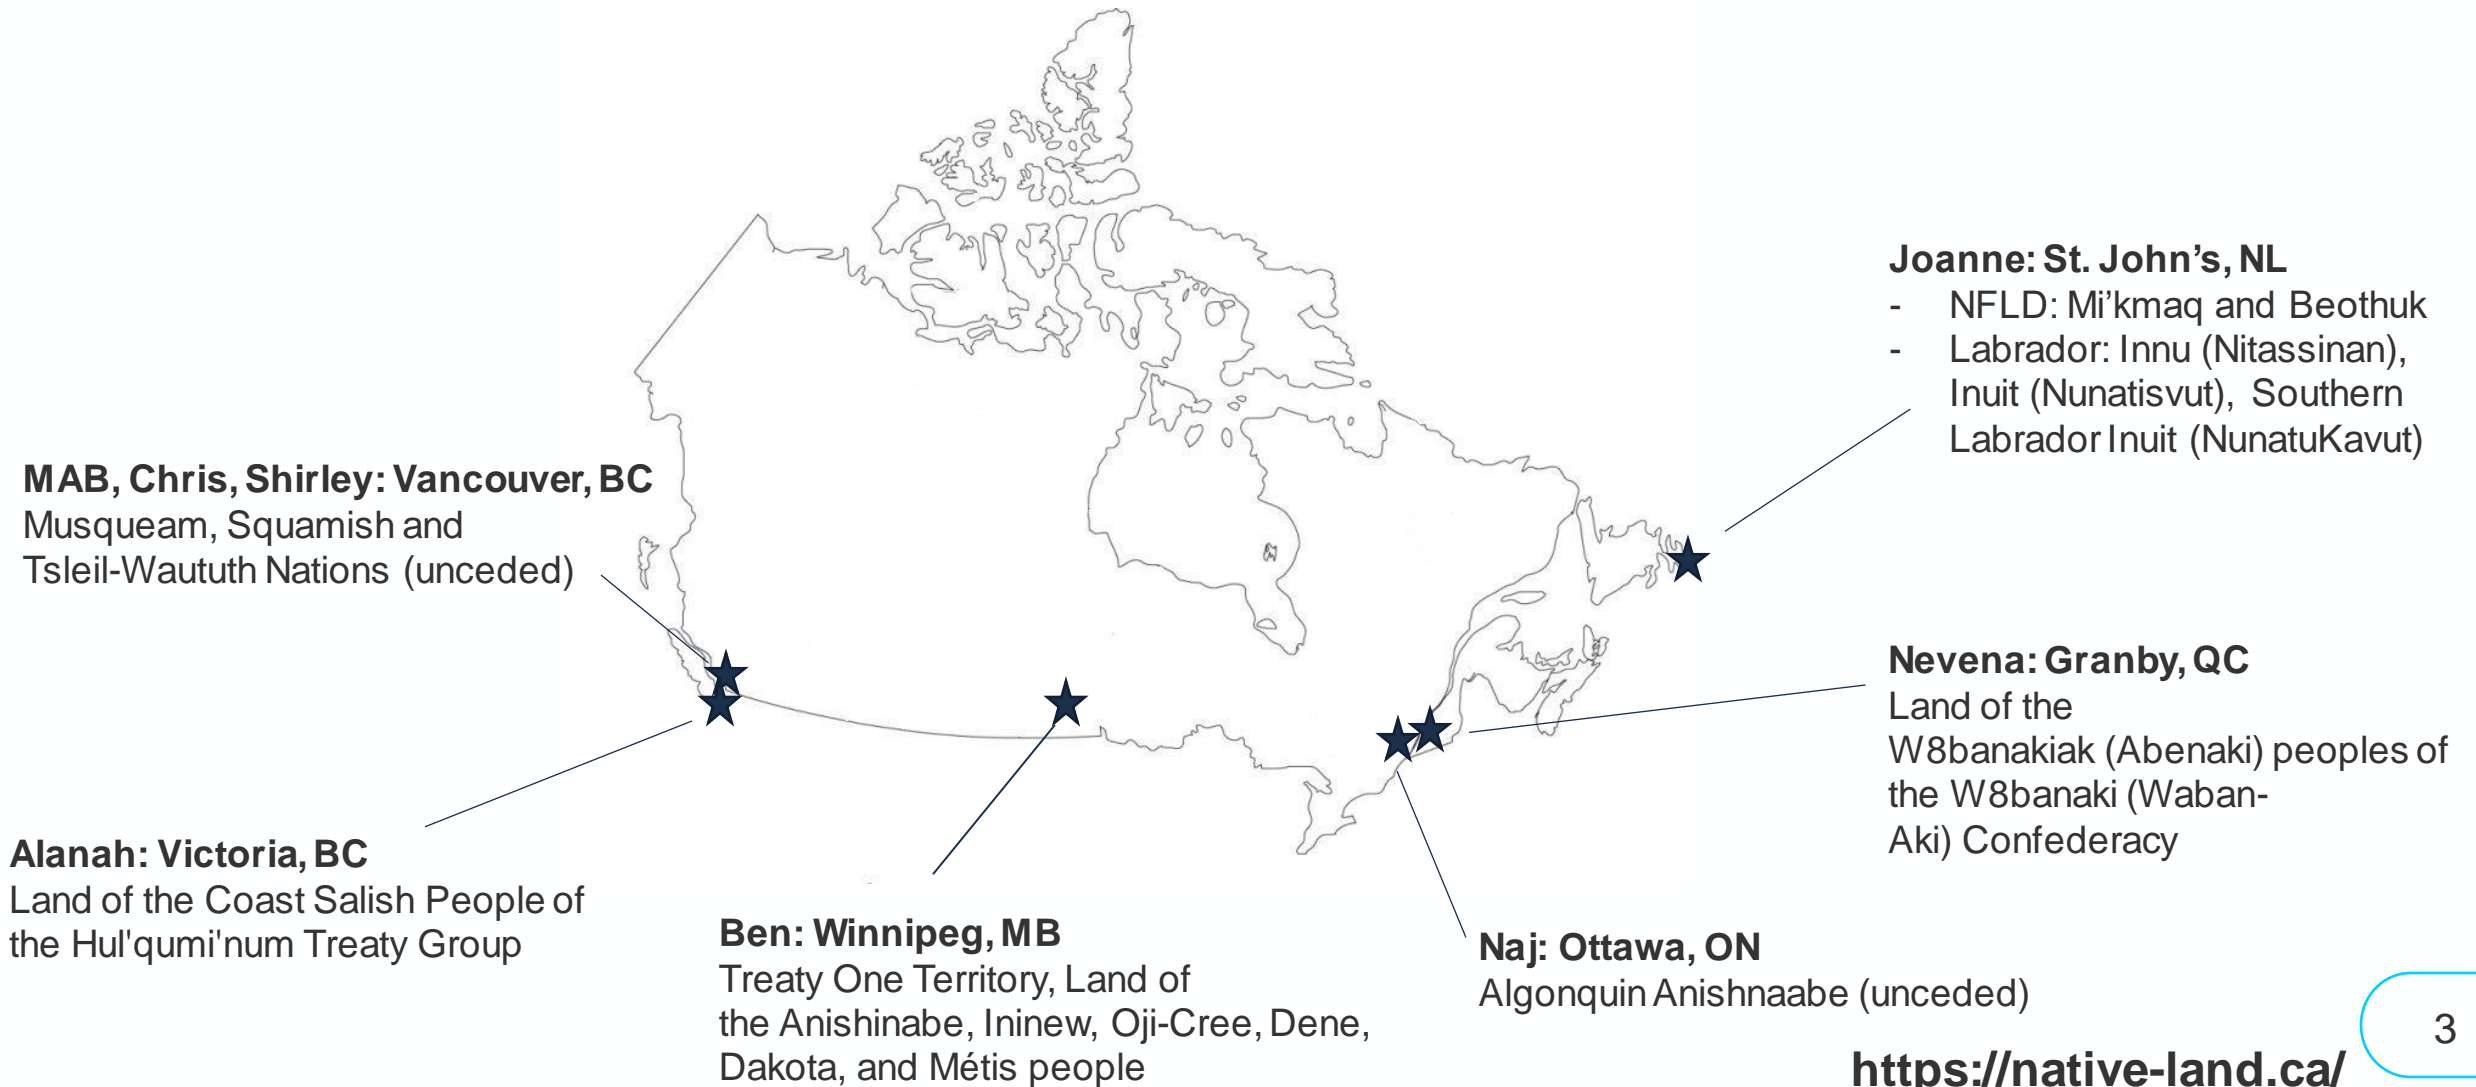 Joanne: St. John’s, NL
- NFLD: Mi’kmaq and Beothuk
- Labrador: Innu (Nitassinan),
Inuit (Nunatisvut), Southern
Labrador Inuit (NunatuKavut)
MAB, Chris, Shirley: Vancouver, BC
Musqueam, Squamish and
Tsleil-Waututh Nations (unceded)
Nevena: Granby, QC
Land of the
W8banakiak (Abenaki) peoples of
the W8banaki (Waban-
Aki) Confederacy
Alanah: Victoria, BC
Land of the Coast Salish People of
the Hul'qumi'num Treaty Group
Ben: Winnipeg, MB
Treaty One Territory, Land of
the Anishinabe, Ininew, Oji-Cree, Dene,
Dakota, and Métis people
Naj: Ottawa, ON
Algonquin Anishnaabe (unceded)
https://native-land.ca/
3